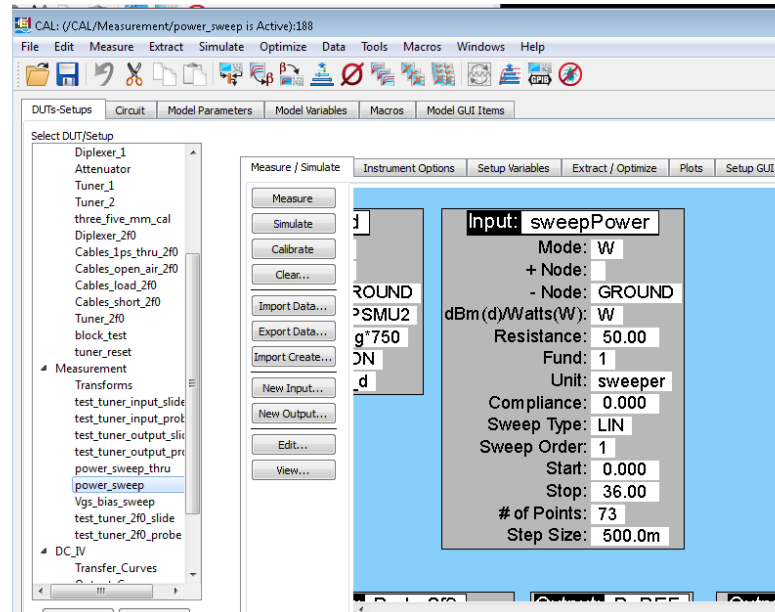 CAL: (/CAL/Measurement/power_sweep is Active):188
File Edit Measure Extract Simulate Optimize Data Tools Macros Windows Help
DUTs-Setups Circuit Model Parameters Model Variables Macros Model GUI Items
Select DUT/Setup
Diplexer_1
Attenuator
Tuner_1
Tuner_2
three_five_mm_cal
Diplexer_2f0
Cables_1ps_thru_2f0
Cables_open_air_2f0
Cables_load_2f0
Cables_short_2f0
Tuner_2f0
block_test
tuner_reset
Measurement
Transforms
test_tuner_input_slide
test_tuner_input_prob
test_tuner_output_slid
test_tuner_output_pro
power_sweep_thru
power_sweep
Vgs_bias_sweep
test_tuner_2f0_slide
test_tuner_2f0_probe
DC_IV
Transfer_Curves
Measure / Simulate Instrument Options Setup Variables Extract / Optimize Plots Setup GUI
Measure
Simulate
Calibrate
Clear...
Import Data...
Export Data...
Import Create...
New Input...
New Output...
Edit...
View...
d
ROUND
PSMU2
g*750
ON
_d
Input: sweepPower
Mode: W
+ Node:
- Node: GROUND
dBm(d)/Watts(W): W
Resistance: 50.00
Fund: 1
Unit: sweeper
Compliance: 0.000
Sweep Type: LIN
Sweep Order: 1
Start: 0.000
Stop: 36.00
# of Points: 73
Step Size: 500.0m
GPIB